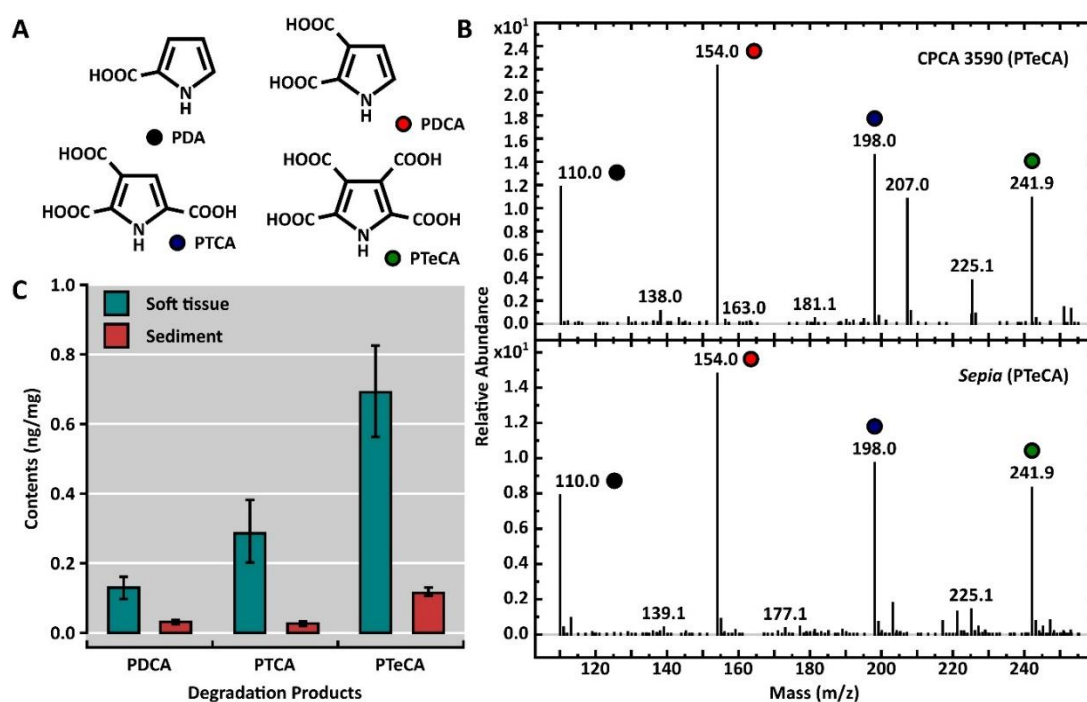 A
HOOC
N
H
PDA
HOOC
HOOC
N
H
PDCA
HOOC
HOOC
COOH
N
H
PTCA
HOOC
COOH
HOOC
COOH
N
H
PTeCA
B
x10¹
2.4
2.2
2.0
1.8
1.6
1.4
1.2
1.0
0.8
0.6
0.4
0.2
0.0
CPCA 3590 (PTeCA)
110.0
138.0
154.0
163.0
181.1
198.0
207.0
225.1
241.9
Relative Abundance
x10¹
1.4
1.2
1.0
0.8
0.6
0.4
0.2
0.0
Sepia (PTeCA)
110.0
139.1
154.0
177.1
198.0
225.1
241.9
120
140
160
180
200
220
240
Mass (m/z)
C
Soft tissue
Sediment
1.0
0.8
0.6
0.4
0.2
0.0
Contents (ng/mg)
PDCA
PTCA
PTeCA
Degradation Products